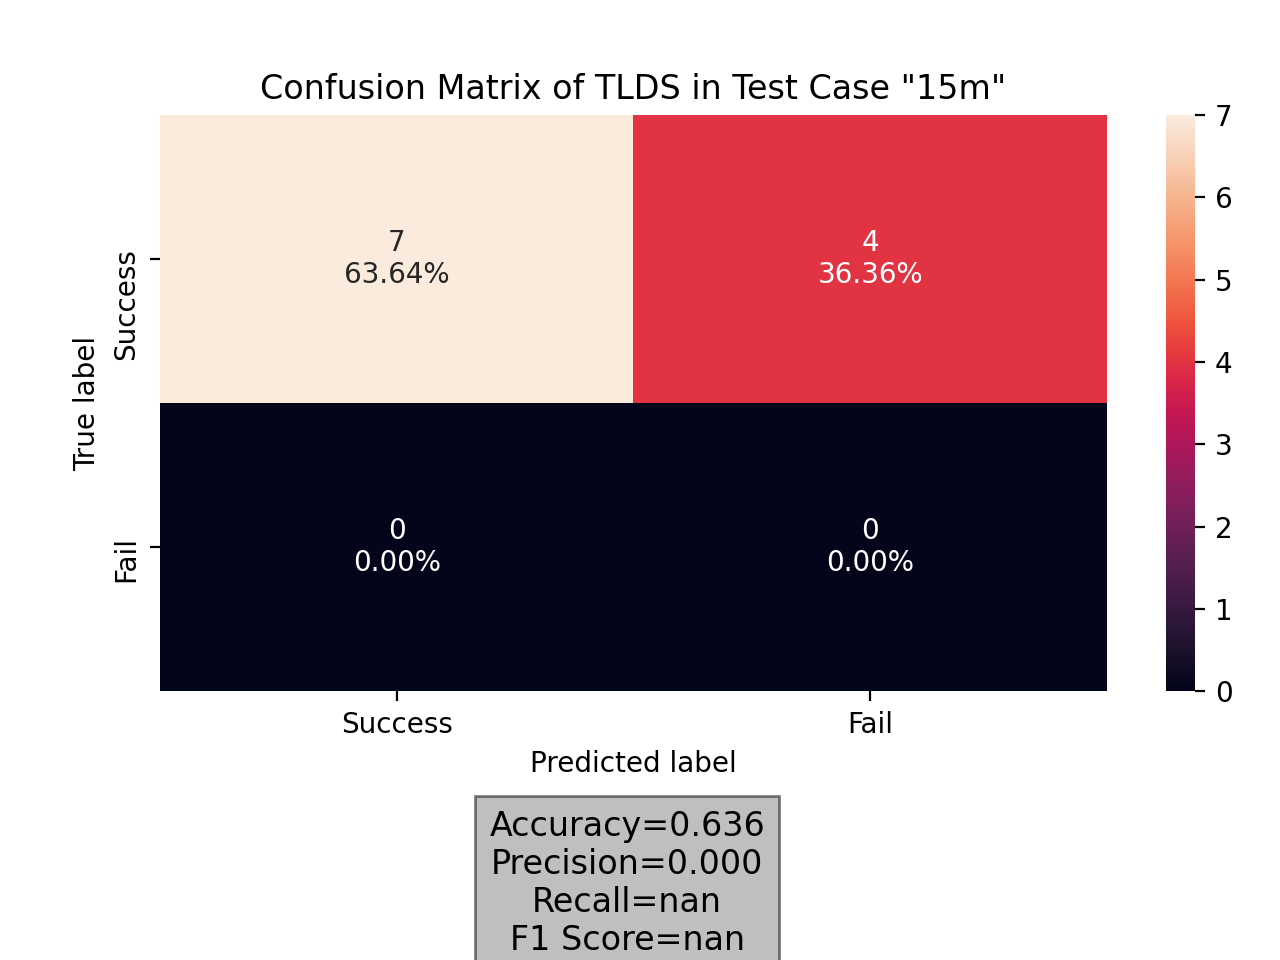 Confusion Matrix of TLDS in Test Case "15m"
True label
Success
Fail
7
63.64%
4
36.36%
0
0.00%
0
0.00%
Success
Fail
Predicted label
7
6
5
4
3
2
1
0
Accuracy=0.636
Precision=0.000
Recall=nan
F1 Score=nan